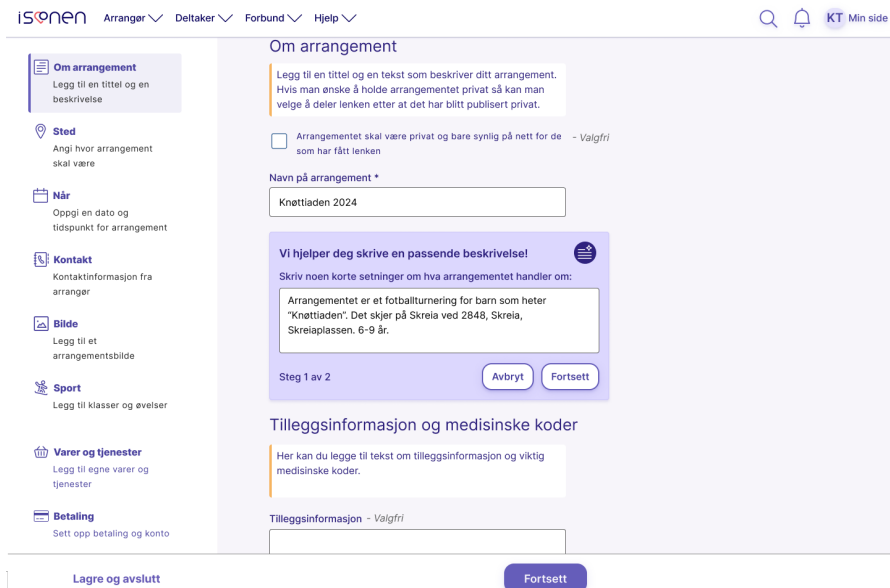 isonen
Arrangør Deltaker Forbund Hjelp KT Min side
Om arrangement
Legg til en tittel og en
beskrivelse
Sted
Angi hvor arrangement
skal være
Når
Oppgi en dato og
tidspunkt for arrangement
Kontakt
Kontaktinformasjon fra
arrangør
Bilde
Legg til et
arrangementsbilde
Sport
Legg til klasser og øvelser
Varer og tjenester
Legg til egne varer og
tjenester
Betaling
Sett opp betaling og konto
Om arrangement
Legg til en tittel og en tekst som beskriver ditt arrangement.
Hvis man ønske å holde arrangementet privat så kan man
velge å deler lenken etter at det har blitt publisert privat.
Arrangementet skal være privat og bare synlig på nett for de - Valgfri
som har fått lenken
Navn på arrangement *
Knøttiaden 2024
Vi hjelper deg skrive en passende beskrivelse!
Skriv noen korte setninger om hva arrangementet handler om:
Arrangementet er et fotballturnering for barn som heter
“Knøttiaden”. Det skjer på Skreia ved 2848, Skreia,
Skreiaplassen. 6-9 år.
Steg 1 av 2 Avbryt Fortsett
Tilleggsinformasjon og medisinske koder
Her kan du legge til tekst om tilleggsinformasjon og viktig
medisinske koder.
Tilleggsinformasjon - Valgfri
Lagre og avslutt Fortsett